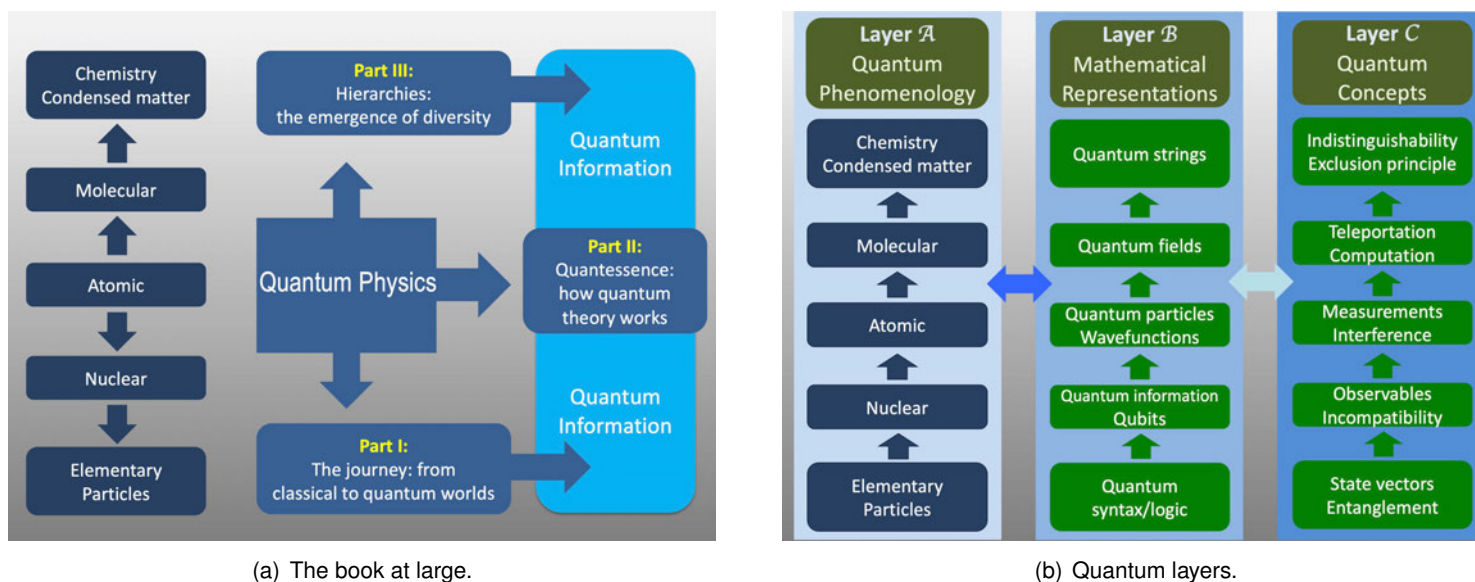 Chemistry
Condensed matter
Molecular
Atomic
Nuclear
Elementary
Particles
Part III:
Hierarchies:
the emergence of diversity
Quantum Physics
Part I:
The journey: from
classical to quantum worlds
Quantum
Information
Part II:
Quantessence:
how quantum
theory works
Quantum
Information
(a) The book at large.
Layer A
Quantum
Phenomenology
Chemistry
Condensed matter
Molecular
Atomic
Nuclear
Elementary
Particles
Layer B
Mathematical
Representations
Quantum strings
Quantum fields
Quantum particles
Wavefunctions
Quantum information
Qubits
Quantum
syntax/logic
Layer C
Quantum
Concepts
Indistinguishability
Exclusion principle
Teleportation
Computation
Measurements
Interference
Observables
Incompatibility
State vectors
Entanglement
(b) Quantum layers.